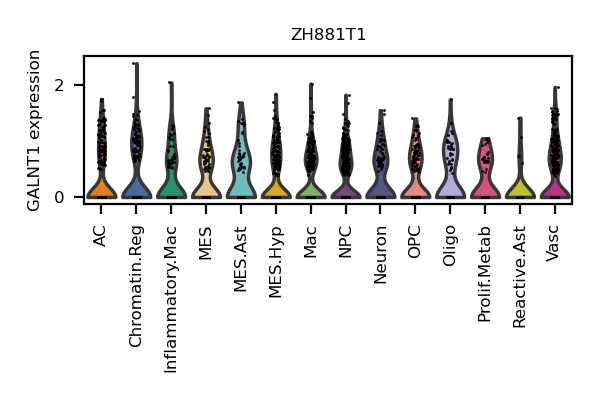 ZH881T1
GALNT1 expression
2
0
AC
Chromatin.Reg
Inflammatory.Mac
MES
MES.Ast
MES.Hyp
Mac
NPC
Neuron
OPC
Oligo
Prolif.Metab
Reactive.Ast
Vasc